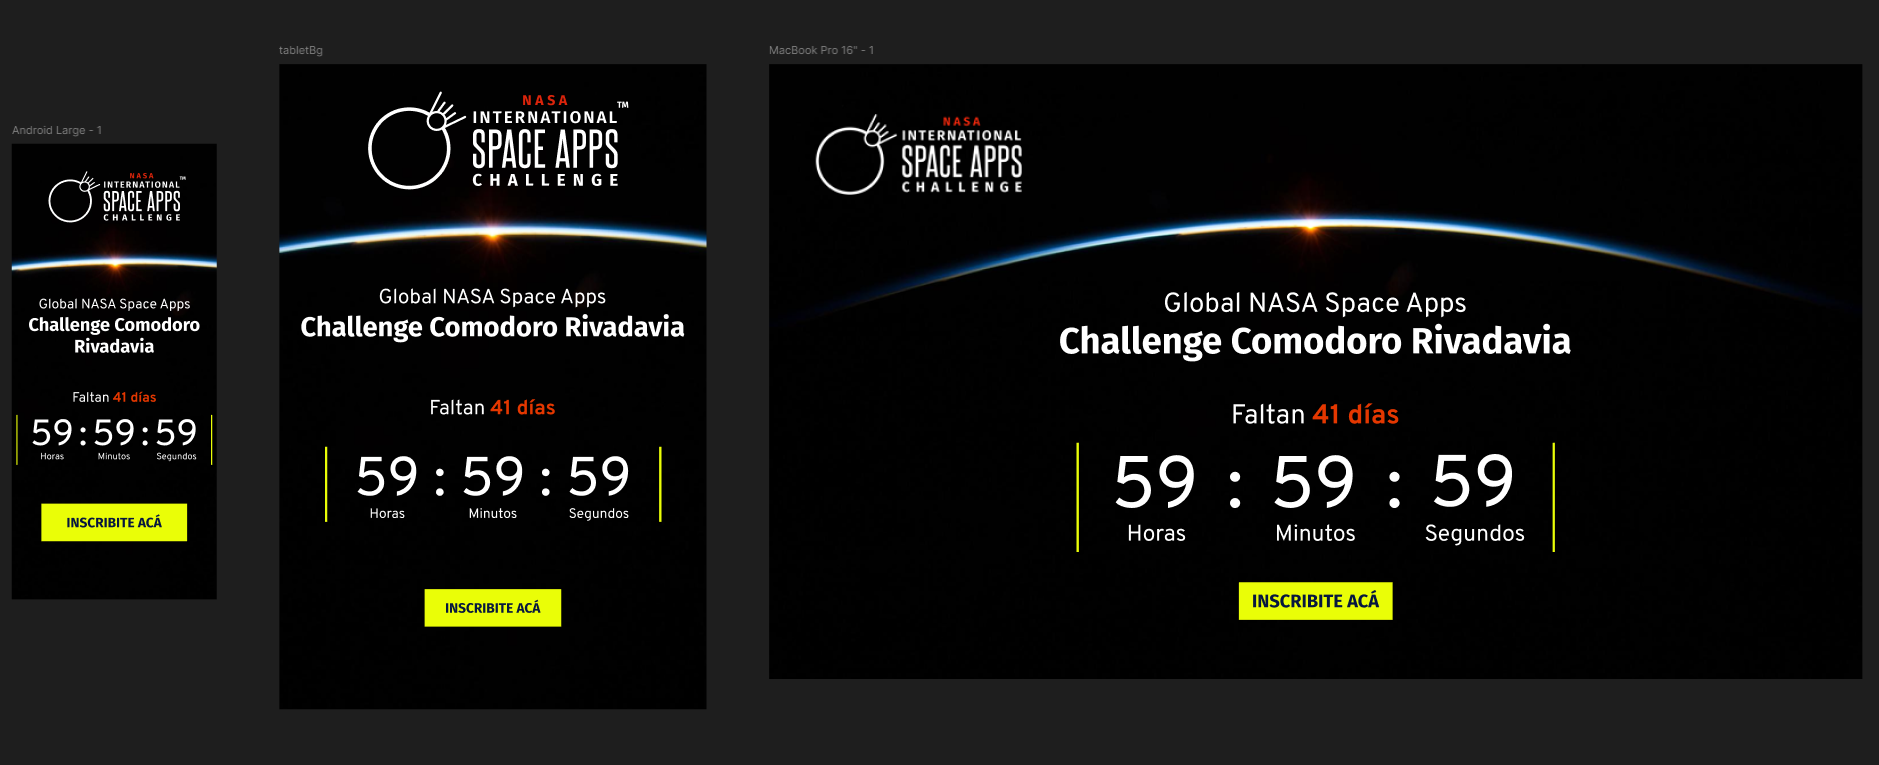 Android Large - 1
NASA
INTERNATIONAL
SPACE APPS
CHALLENGE
TM
Global NASA Space Apps
Challenge Comodoro
Rivadavia
Faltan 41 días
59 : 59 : 59
Horas Minutos Segundos
INSCRIBITE ACÁ
tabletBg
NASA
INTERNATIONAL
SPACE APPS
CHALLENGE
TM
Global NASA Space Apps
Challenge Comodoro Rivadavia
Faltan 41 días
59 : 59 : 59
Horas Minutos Segundos
INSCRIBITE ACÁ
MacBook Pro 16" - 1
NASA
INTERNATIONAL
SPACE APPS
CHALLENGE
Global NASA Space Apps
Challenge Comodoro Rivadavia
Faltan 41 días
59 : 59 : 59
Horas Minutos Segundos
INSCRIBITE ACÁ